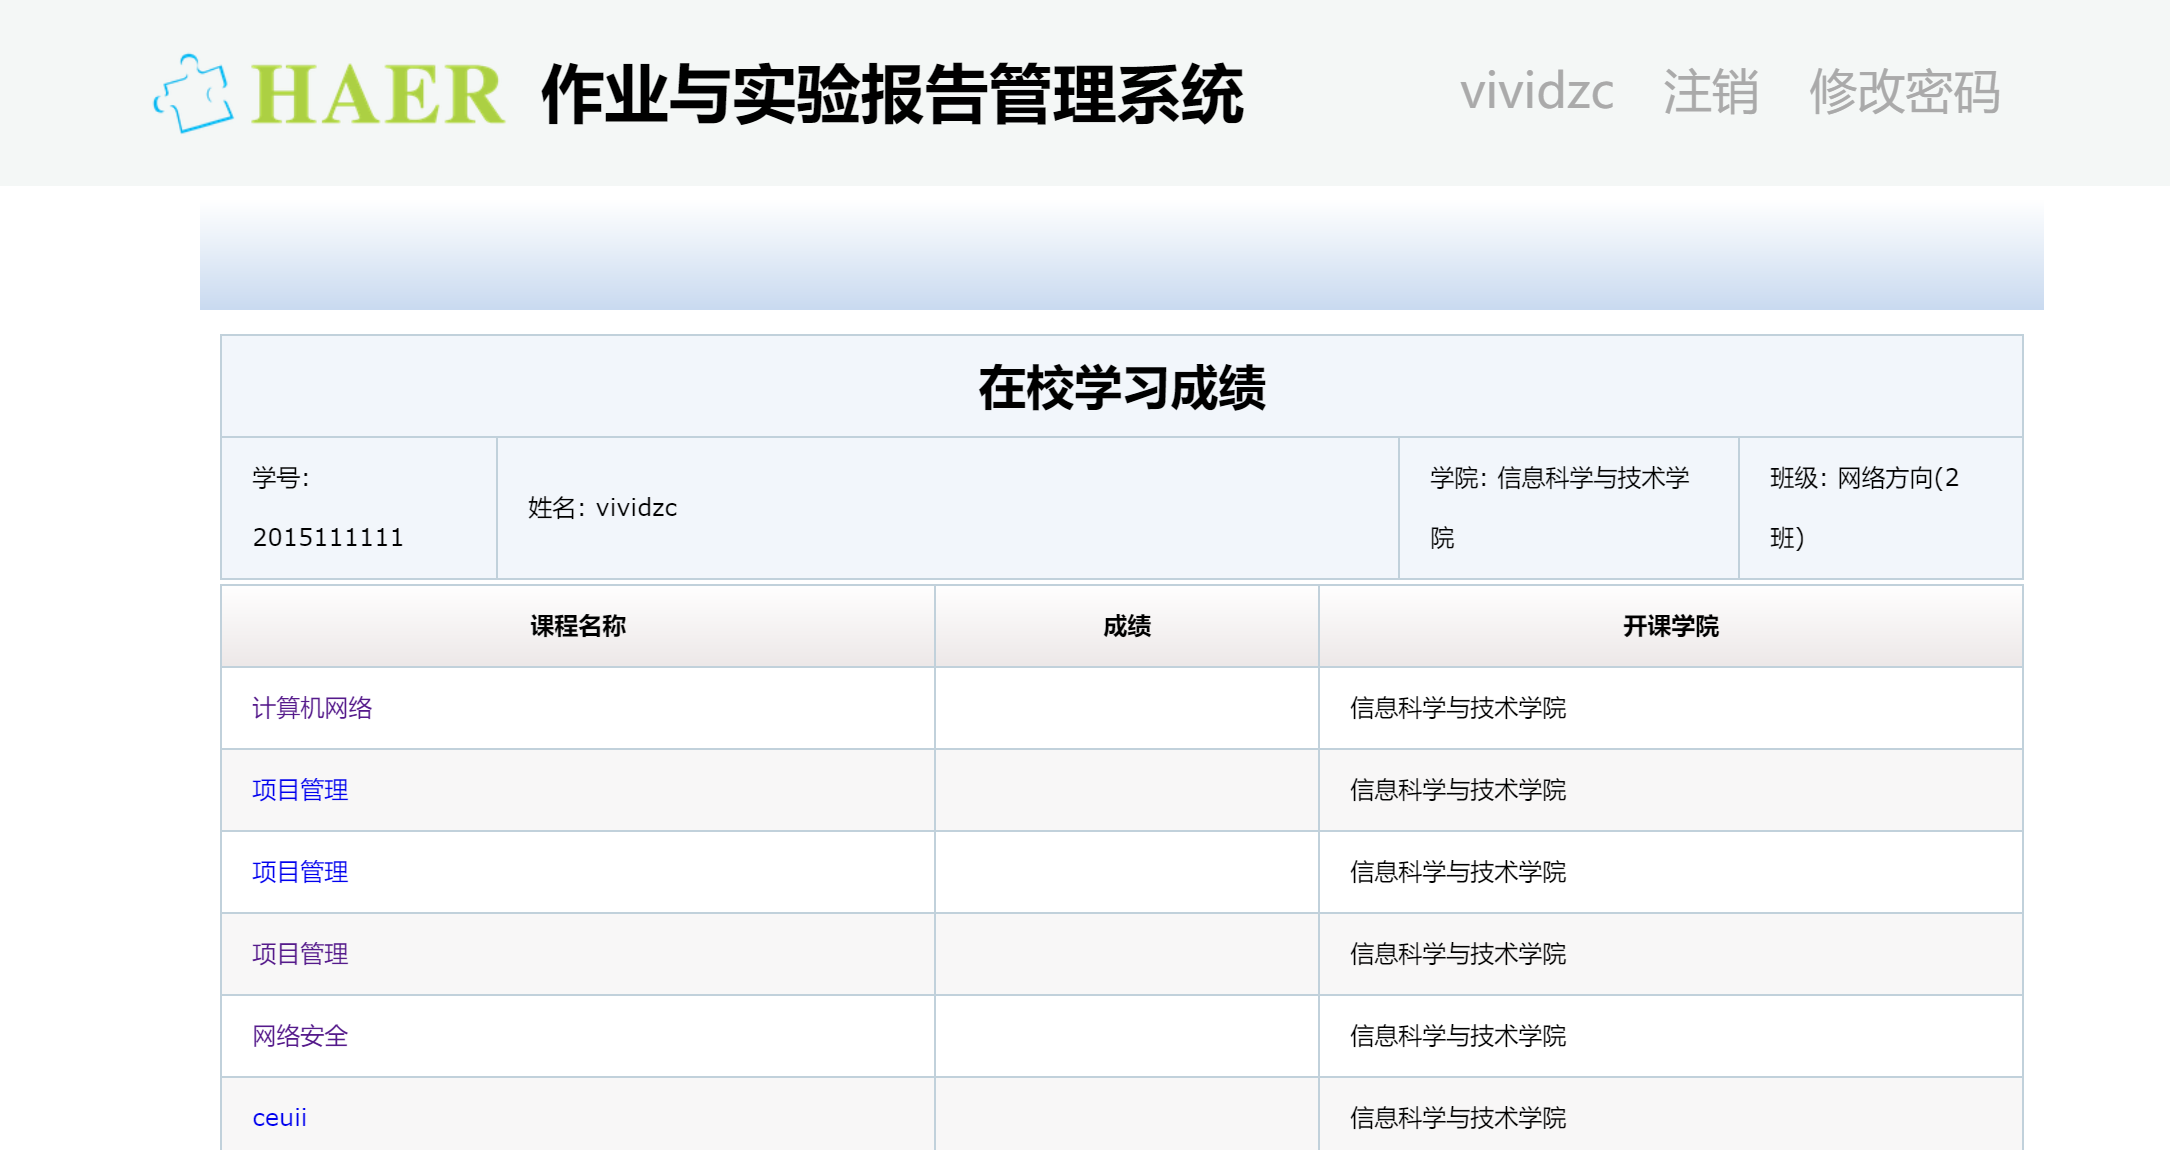 HAER 作业与实验报告管理系统 vividzc 注销 修改密码
在校学习成绩
学号：
2015111111
姓名：vividzc
学院：信息科学与技术学
院
班级：网络方向(2
班)
课程名称 成绩 开课学院
计算机网络 信息科学与技术学院
项目管理 信息科学与技术学院
项目管理 信息科学与技术学院
项目管理 信息科学与技术学院
网络安全 信息科学与技术学院
ceuii 信息科学与技术学院